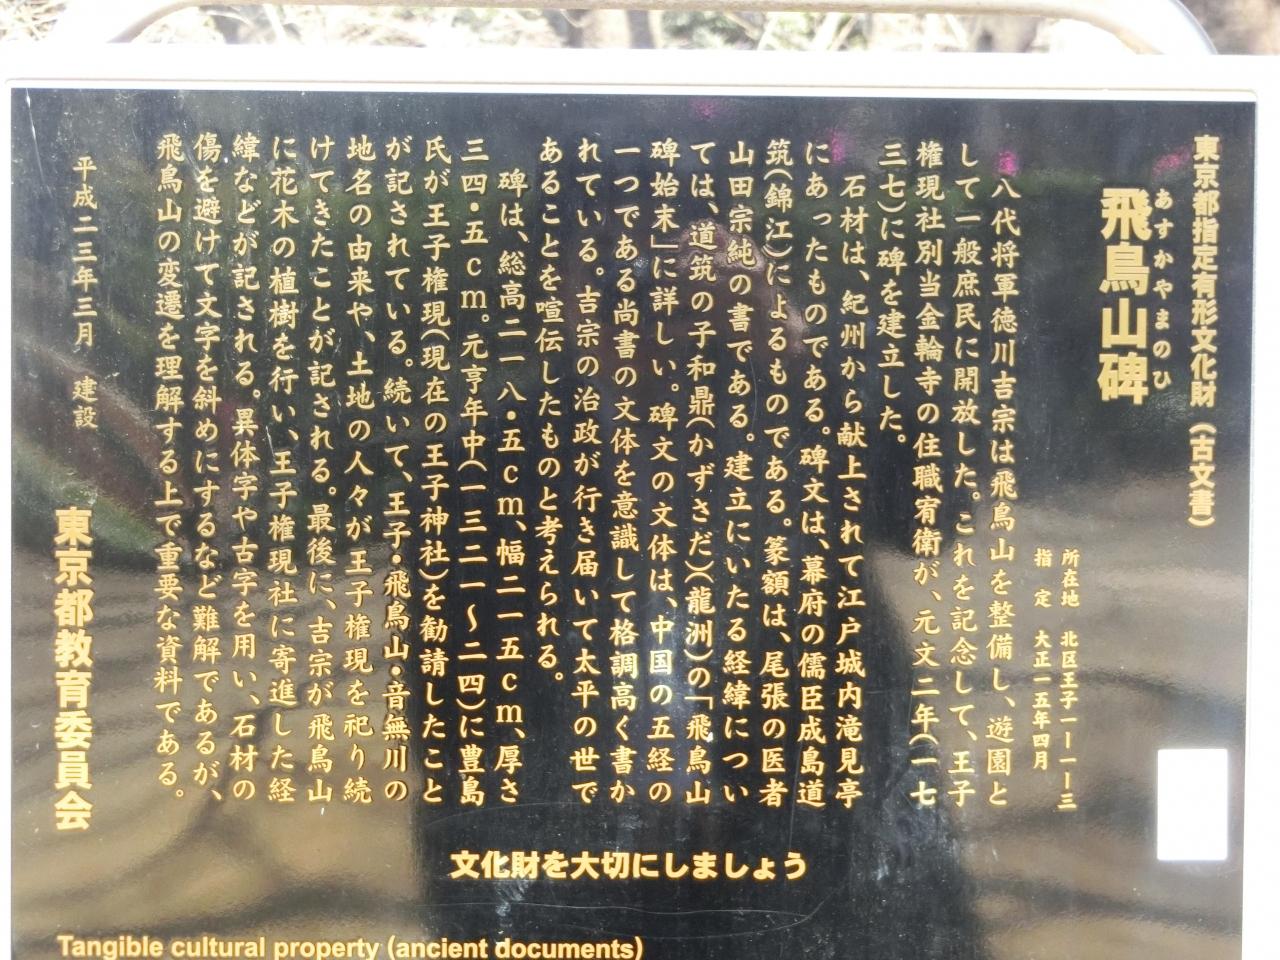 東京都指定有形文化財（古文書）
あすかやまのひ
飛鳥山碑
所在地　北区王子一ー一ー三
指　定　大正一五年四月
八代将軍徳川吉宗は飛鳥山を整備し、遊園と
して一般庶民に開放した。これを記念して、王子
権現社別当金輪寺の住職宥衛が、元文二年（一七
三七）に碑を建立した。
石材は、紀州から献上されて江戸城内滝見亭
にあったものである。碑文は、幕府の儒臣成島道
筑（錦江）によるものである。篆額は、尾張の医者
山田宗純の書である。建立にいたる経緯につい
ては、道筑の子和鼎（かずさだ）（龍洲）の「飛鳥山
碑始末」に詳しい。碑文の文体は、中国の五経の
一つである尚書の文体を意識して格調高く書か
れている。吉宗の治政が行き届いて太平の世で
あることを喧伝したものと考えられる。
碑は、総高二一八・五ｃｍ、幅二一五ｃｍ、厚さ
三四・五ｃｍ。元亨年中（一三二一～二四）に豊島
氏が王子権現（現在の王子神社）を勧請したこと
が記されている。続いて、王子・飛鳥山・音無川の
地名の由来や、土地の人々が王子権現を祀り続
けてきたことが記される。最後に、吉宗が飛鳥山
に花木の植樹を行い、王子権現社に寄進した経
緯などが記される。異体字や古字を用い、石材の
傷を避けて文字を斜めにするなど難解であるが、
飛鳥山の変遷を理解する上で重要な資料である。
平成二三年三月　建設
東京都教育委員会
文化財を大切にしましょう
Tangible cultural property (ancient documents)